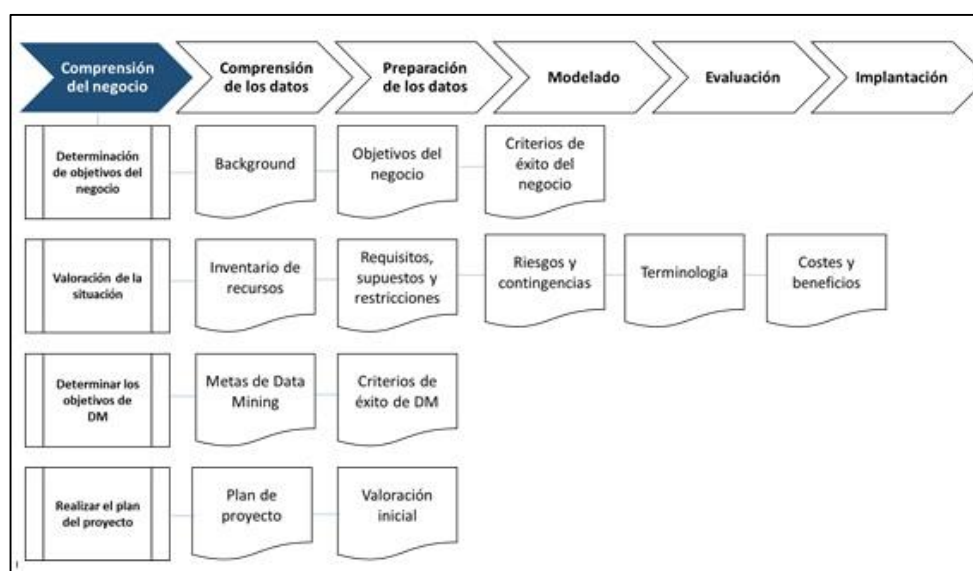 Comprensión
del negocio
Comprensión
de los datos
Preparación
de los datos
Modelado
Evaluación
Implantación
Determinación
de objetivos del
negocio
Background
Objetivos del
negocio
Criterios de
éxito del
negocio
Valoración de la
situación
Inventario de
recursos
Requisitos,
supuestos y
restricciones
Riesgos y
contingencias
Terminología
Costes y
beneficios
Determinar los
objetivos de
DM
Metas de Data
Mining
Criterios de
éxito de DM
Realizar el plan
del proyecto
Plan de
proyecto
Valoración
inicial